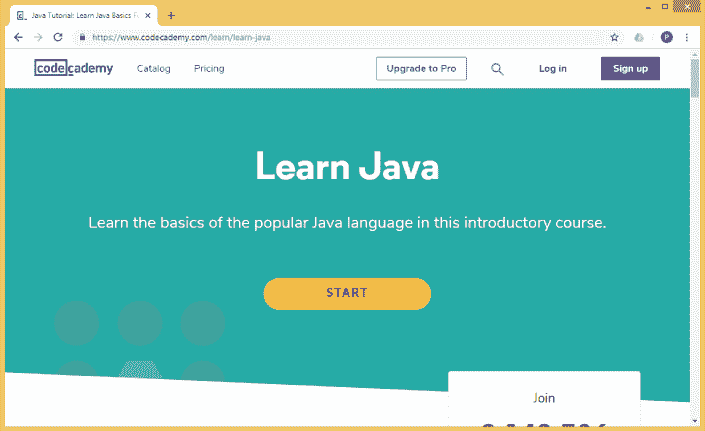 Java Tutorial: Learn Java Basics F
https://www.codecademy.com/learn/learn-java
P
codecademy
Catalog
Pricing
Upgrade to Pro
Log in
Sign up
Learn Java
Learn the basics of the popular Java language in this introductory course.
START
Join